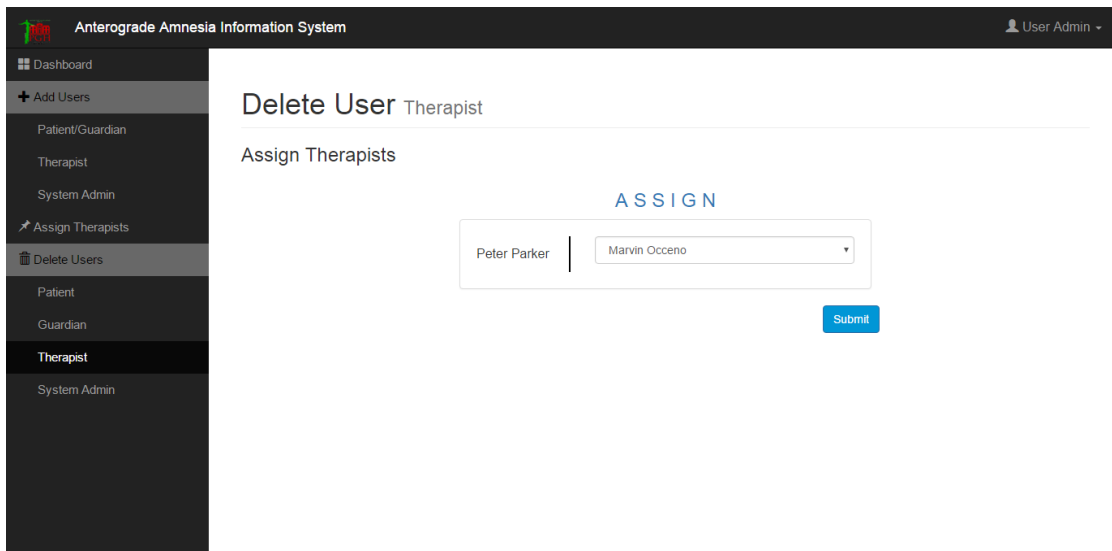 Anterograde Amnesia Information System
User Admin
Dashboard
Add Users
Patient/Guardian
Therapist
System Admin
Assign Therapists
Delete Users
Patient
Guardian
Therapist
System Admin
Delete User Therapist
Assign Therapists
ASSIGN
Peter Parker
Marvin Occeno
Submit